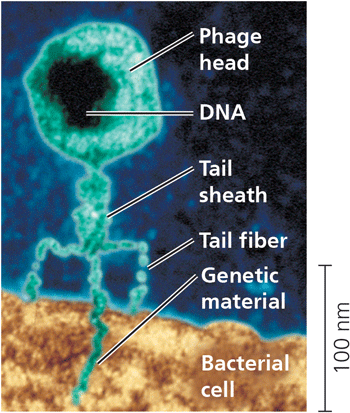 Phage
head
DNA
Tail
sheath
Tail fiber
Genetic
material
Bacterial
cell
100 nm